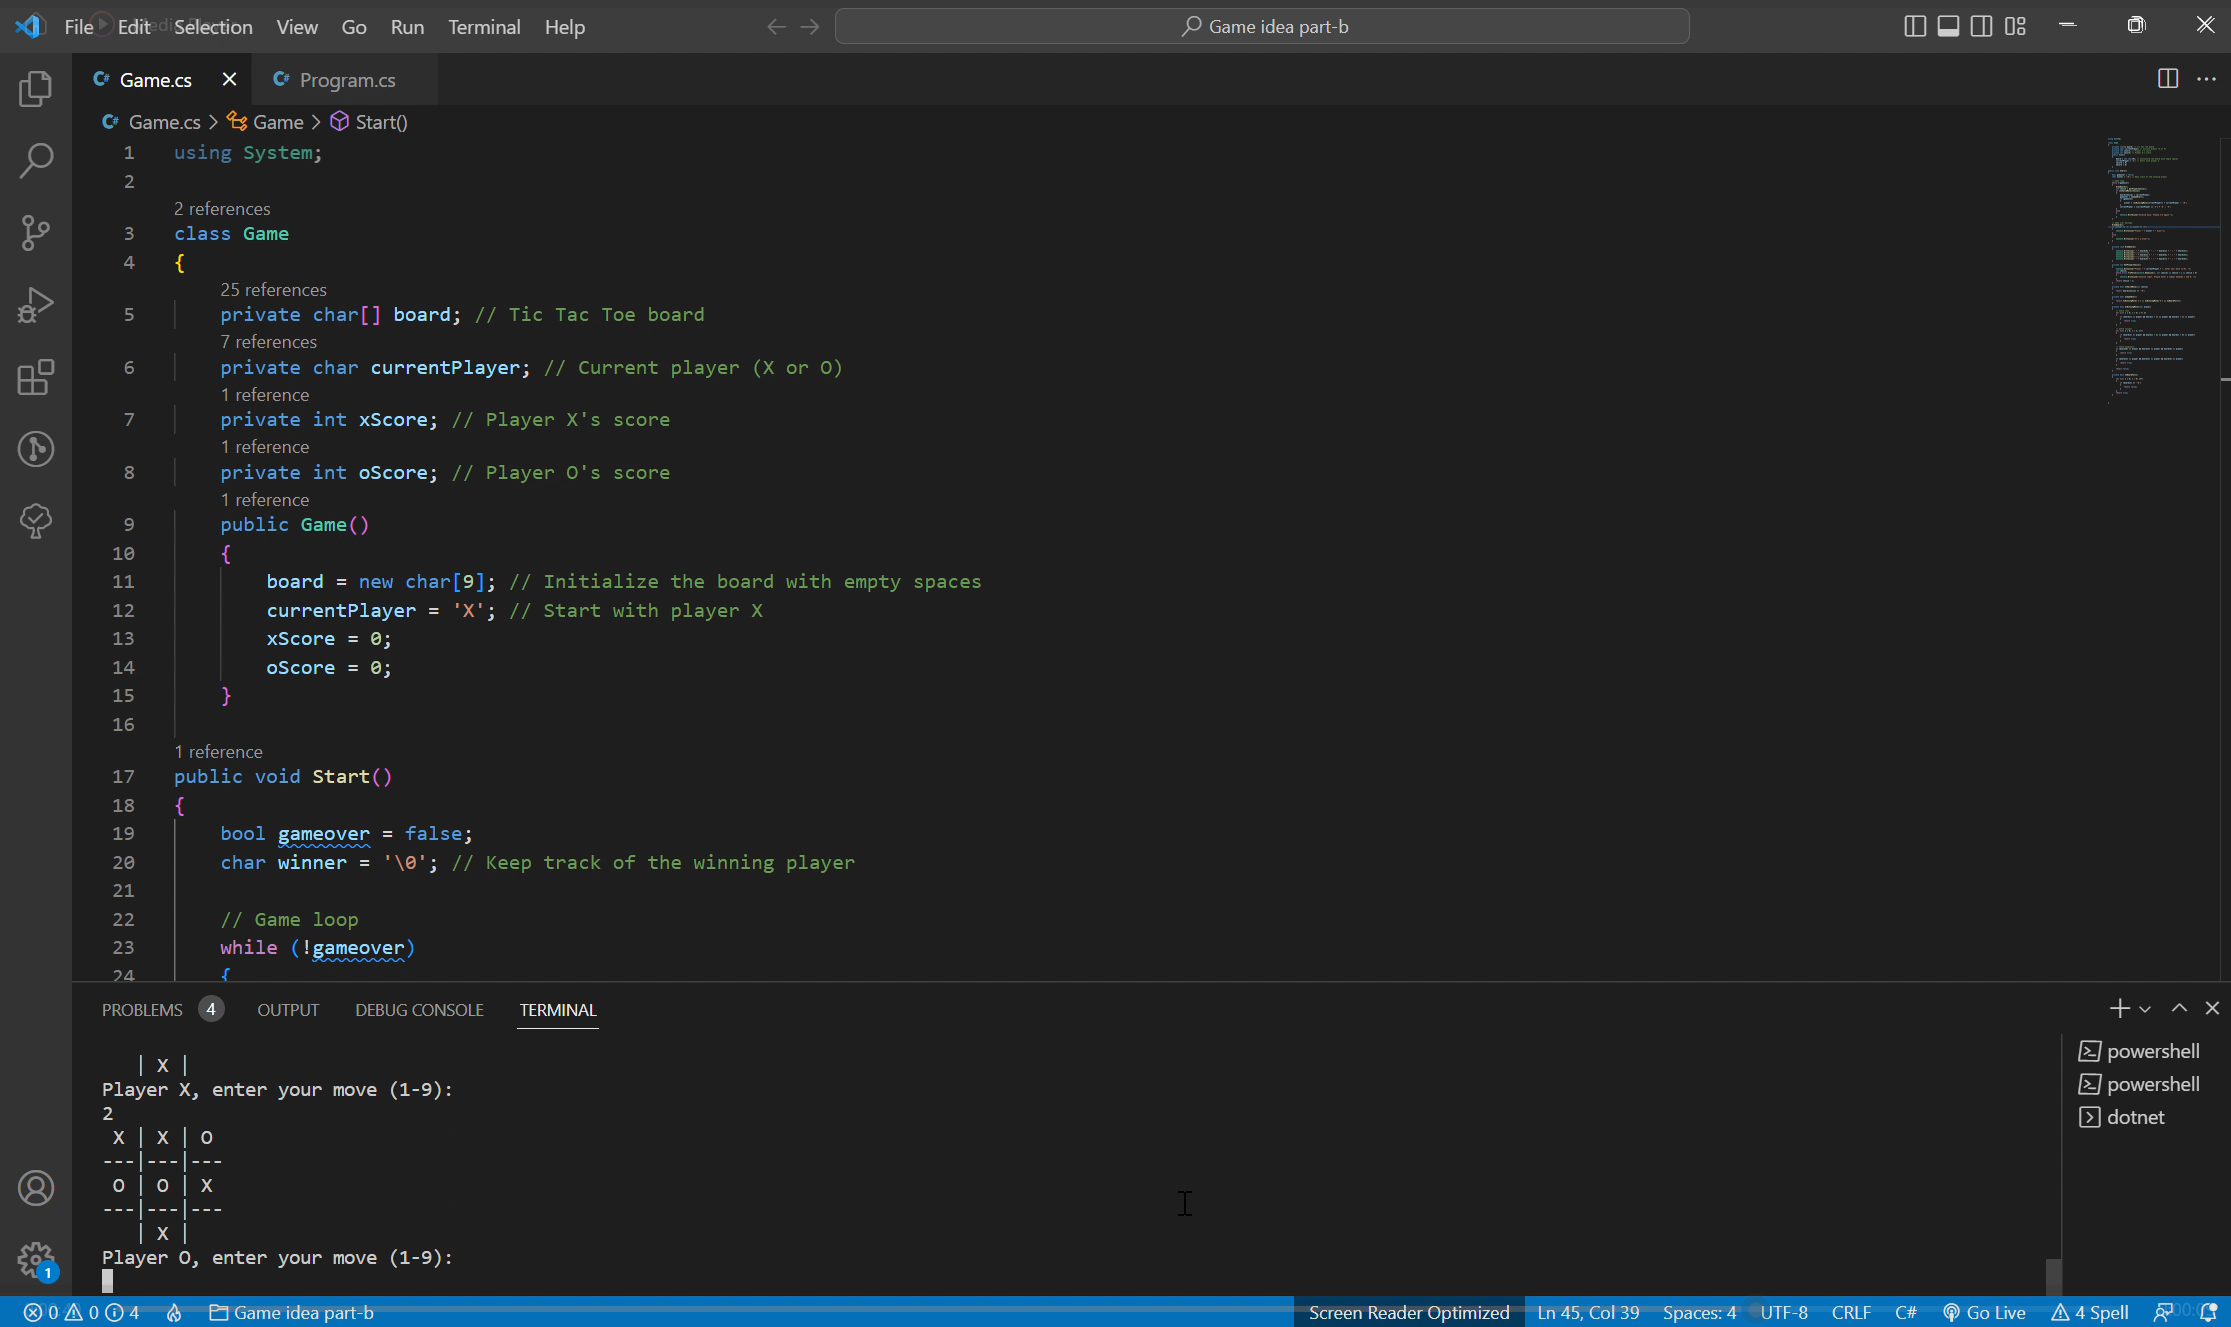 File Edit Selection View Go Run Terminal Help
Game idea part-b
Game.cs Program.cs
Game.cs > Game > Start()
1 using System;
2
2 references
3 class Game
4 {
25 references
5 private char[] board; // Tic Tac Toe board
7 references
6 private char currentPlayer; // Current player (X or O)
1 reference
7 private int xScore; // Player X's score
1 reference
8 private int oScore; // Player O's score
1 reference
9 public Game()
10 {
11 board = new char[9]; // Initialize the board with empty spaces
12 currentPlayer = 'X'; // Start with player X
13 xScore = 0;
14 oScore = 0;
15 }
16
1 reference
17 public void Start()
18 {
19 bool gameover = false;
20 char winner = '\0'; // Keep track of the winning player
21
22 // Game loop
23 while (!gameover)
24 {
PROBLEMS 4 OUTPUT DEBUG CONSOLE TERMINAL
| X |
Player X, enter your move (1-9):
2
X | X | O
---|---|---
O | O | X
---|---|---
| X |
Player O, enter your move (1-9):
powershell
powershell
dotnet
1
0 0 4 Game idea part-b Screen Reader Optimized Ln 45, Col 39 Spaces: 4 UTF-8 CRLF C# Go Live 4 Spell